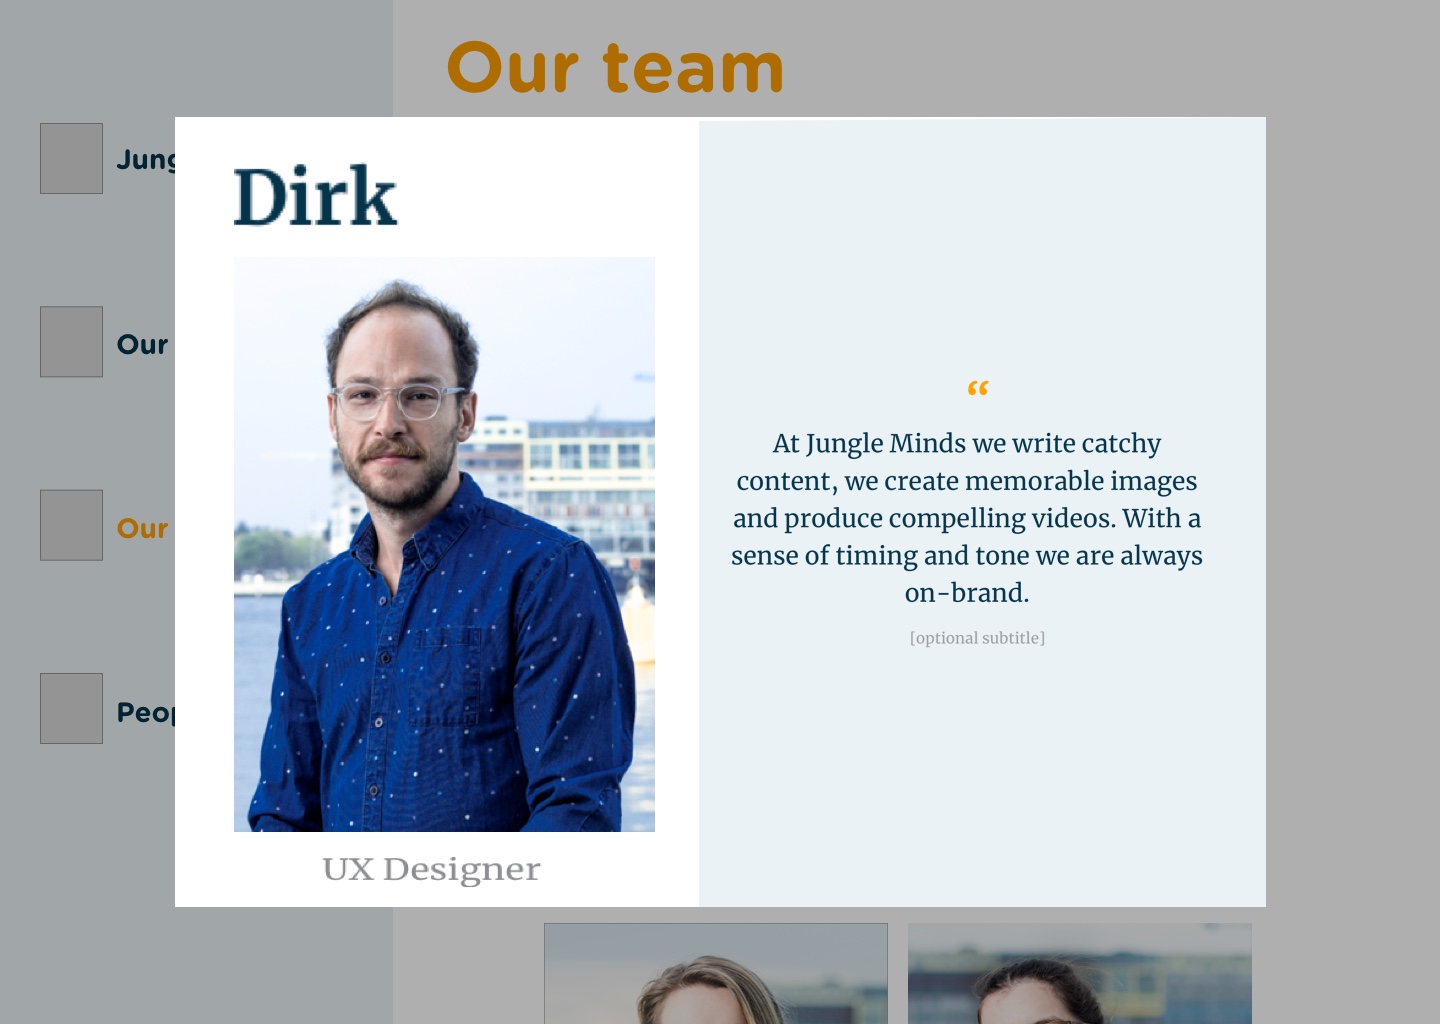 Our team
Jung
Our
Our
Peop
Dirk
UX Designer
“
At Jungle Minds we write catchy
content, we create memorable images
and produce compelling videos. With a
sense of timing and tone we are always
on-brand.
[optional subtitle]